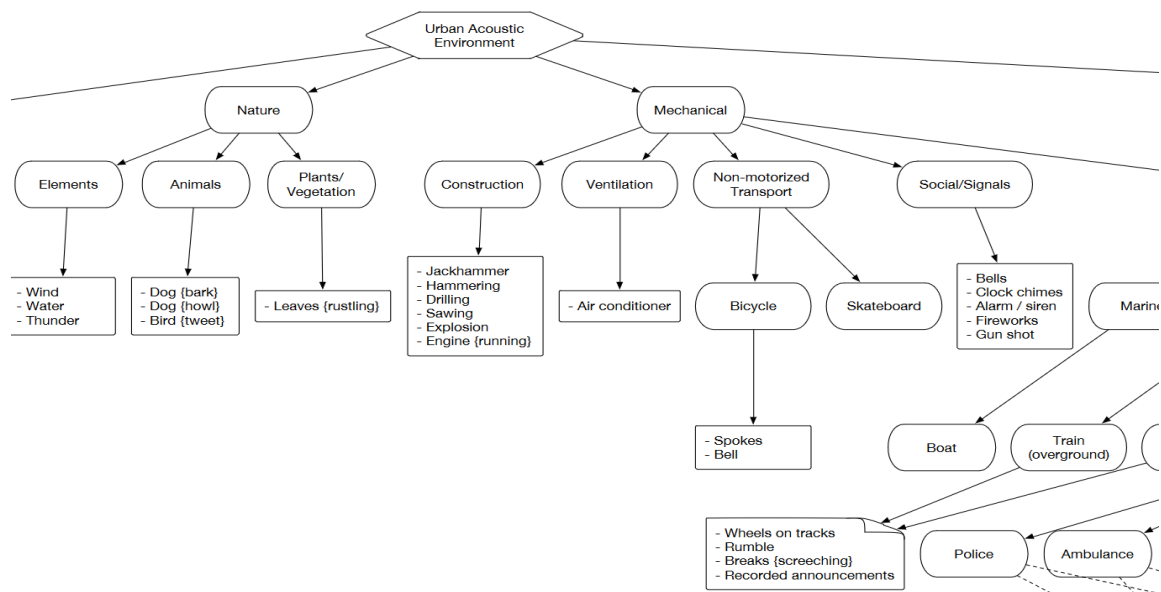 Urban Acoustic
Environment
Nature
Mechanical
Elements
Animals
Plants/
Vegetation
Construction
Ventilation
Non-motorized
Transport
Social/Signals
- Wind
- Water
- Thunder
- Dog {bark}
- Dog {howl}
- Bird {tweet}
- Leaves {rustling}
- Jackhammer
- Hammering
- Drilling
- Sawing
- Explosion
- Engine {running}
- Air conditioner
Bicycle
Skateboard
- Bells
- Clock chimes
- Alarm / siren
- Fireworks
- Gun shot
Marine
- Spokes
- Bell
Boat
Train
(overground)
- Wheels on tracks
- Rumble
- Breaks {screeching}
- Recorded announcements
Police
Ambulance